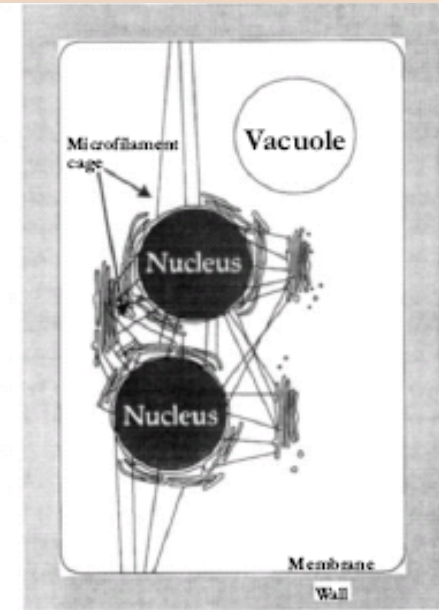 Microfilament
cage
Vacuole
Nucleus
Nucleus
Membrane
Wall